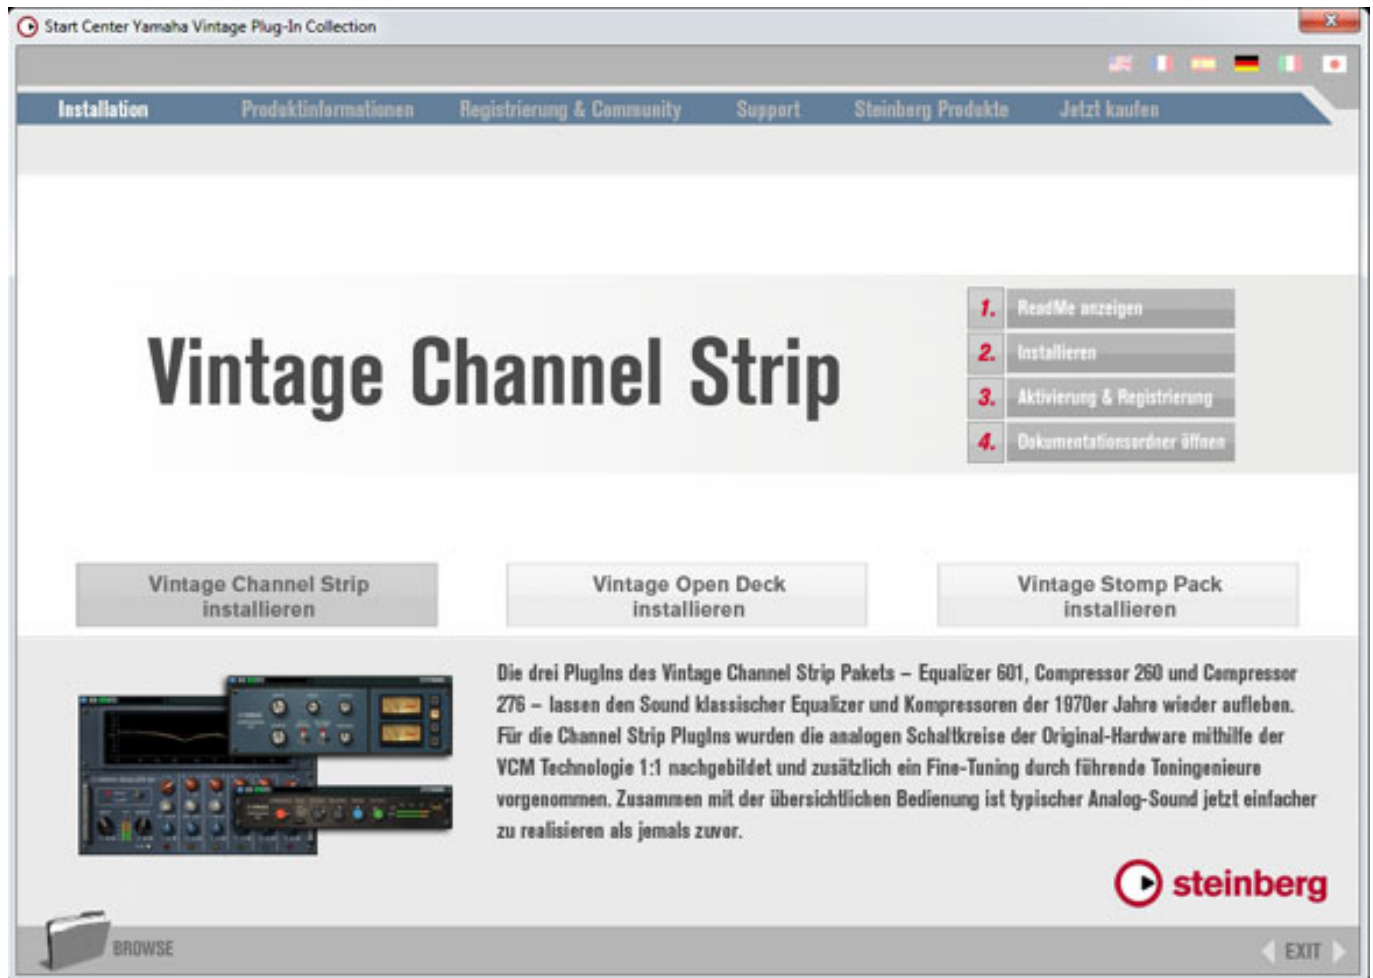 Start Center Yamaha Vintage Plug-In Collection
Installation Produktinformationen Registrierung & Community Support Steinberg Produkte Jetzt kaufen
Vintage Channel Strip
1. ReadMe anzeigen
2. Installieren
3. Aktivierung & Registrierung
4. Dokumentationsordner öffnen
Vintage Channel Strip
installieren
Vintage Open Deck
installieren
Vintage Stomp Pack
installieren
Die drei PlugIns des Vintage Channel Strip Pakets – Equalizer 601, Compressor 260 und Compressor
276 – lassen den Sound klassischer Equalizer und Kompressoren der 1970er Jahre wieder aufleben.
Für die Channel Strip PlugIns wurden die analogen Schaltkreise der Original-Hardware mithilfe der
VCM Technologie 1:1 nachgebildet und zusätzlich ein Fine-Tuning durch führende Toningenieure
vorgenommen. Zusammen mit der übersichtlichen Bedienung ist typischer Analog-Sound jetzt einfacher
zu realisieren als jemals zuvor.
steinberg
BROWSE
EXIT